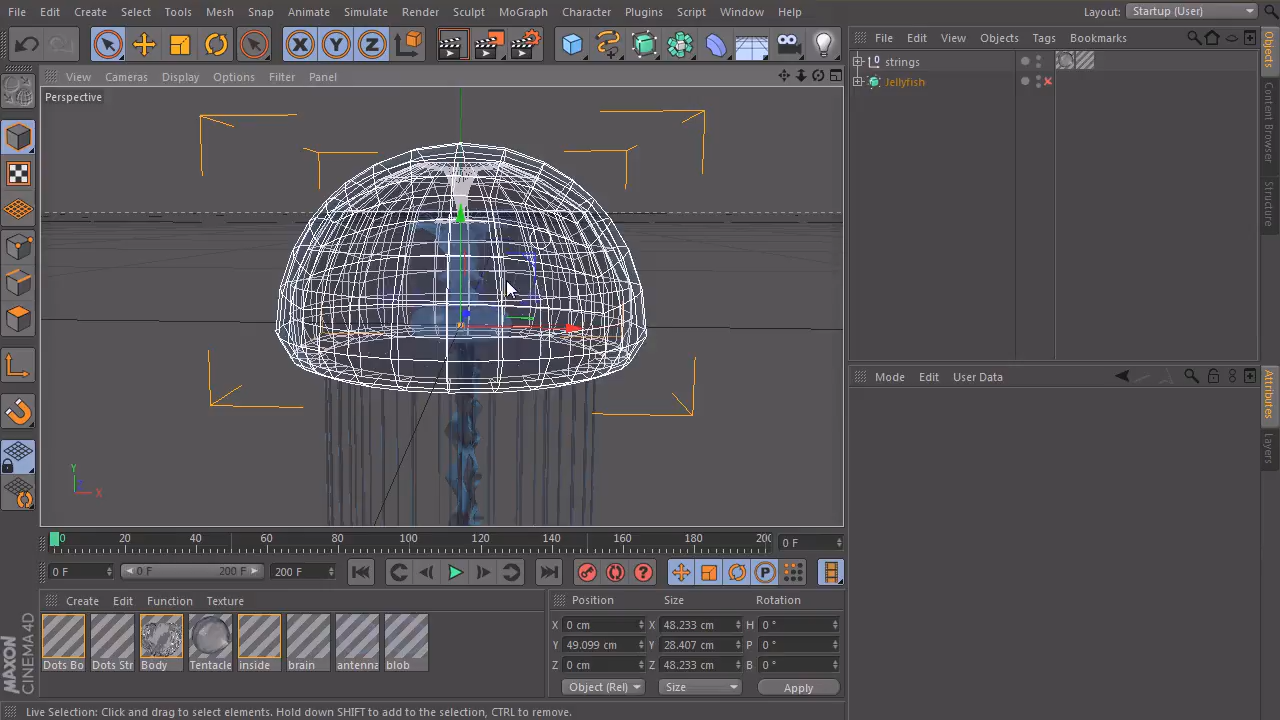 File Edit Create Select Tools Mesh Snap Animate Simulate Render Sculpt MoGraph Character Plugins Script Window Help Layout: Startup (User)
File Edit View Objects Tags Bookmarks
View Cameras Display Options Filter Panel
Perspective
strings
Jellyfish
Objects
Content Browser
Structure
Mode Edit User Data
Attributes
Layers
Y
X
0 20 40 60 80 100 120 140 160 180 20 0 F
0 F 0 F 200 F 200 F
Create Edit Function Texture
Position Size Rotation
X 0 cm X 48.233 cm H 0 °
Y 49.099 cm Y 28.407 cm P 0 °
Z 0 cm Z 48.233 cm B 0 °
Dots Bo Dots Str Body Tentacle inside brain antenna blob
Object (Rel) Size Apply
MAXON
CINEMA 4D
Live Selection: Click and drag to select elements. Hold down SHIFT to add to the selection, CTRL to remove.